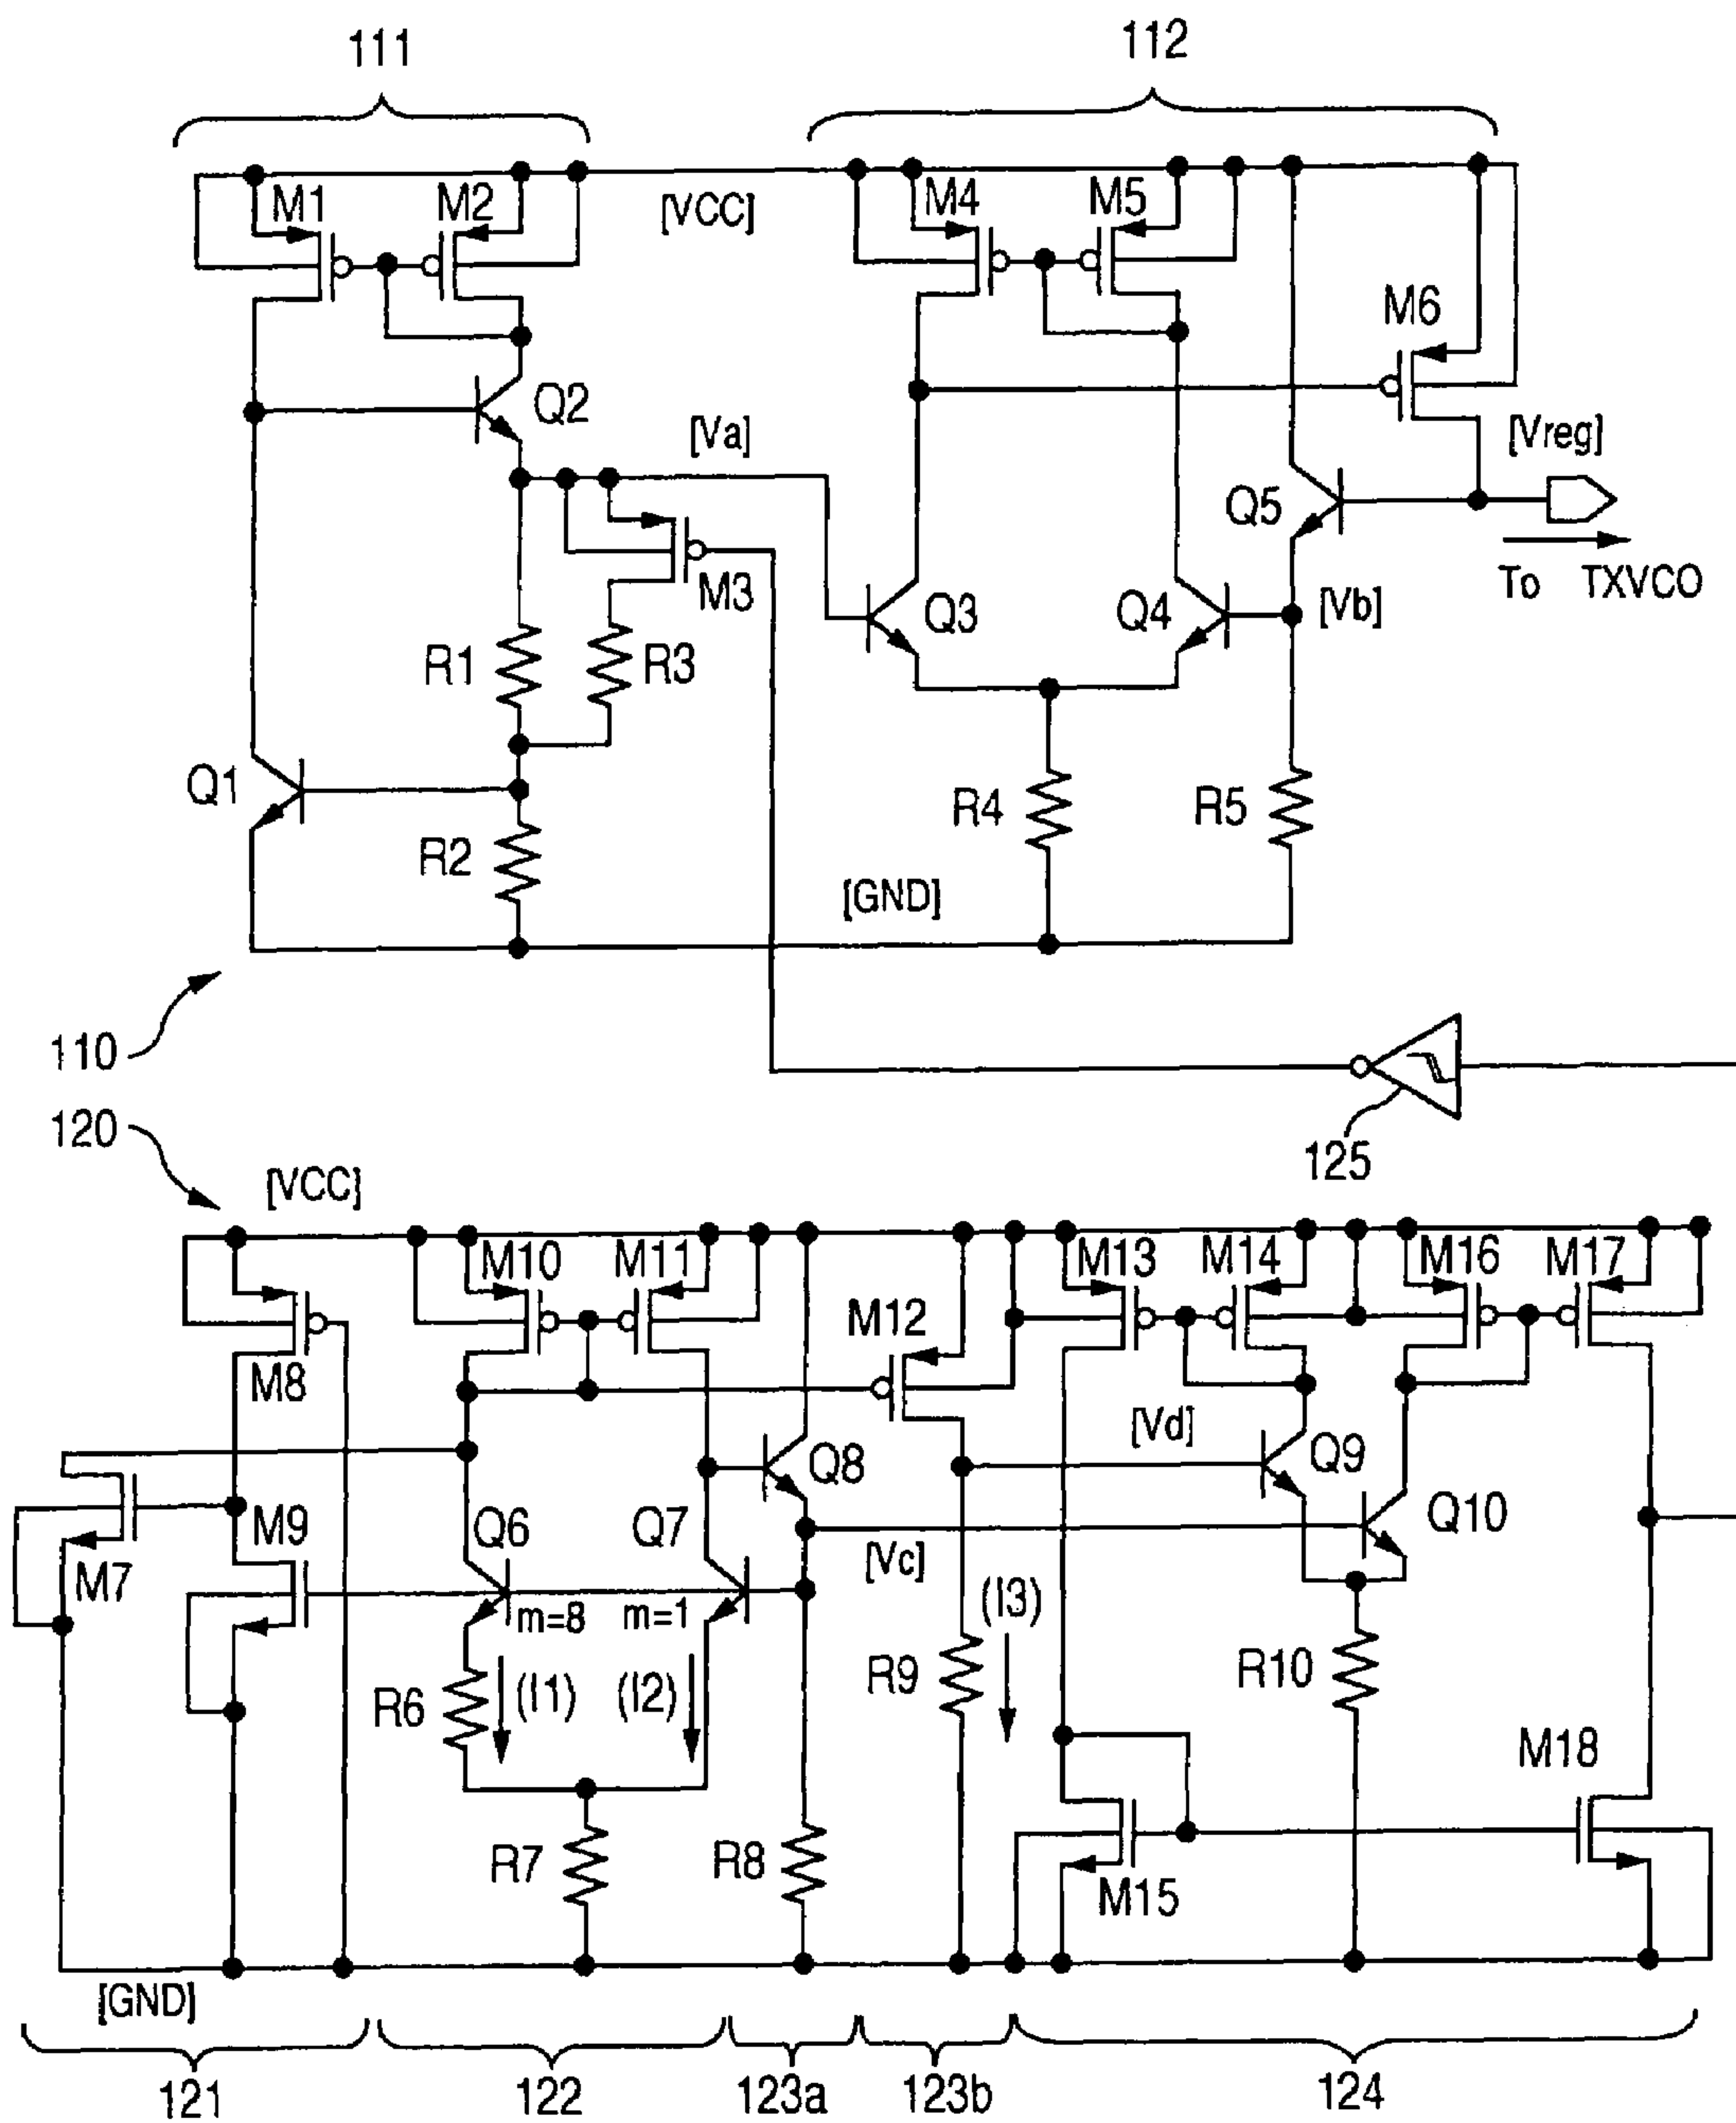 111
112
M1
M2
[VCC]
M4
M5
M6
Q2
[Va]
[Vreg]
Q5
M3
To TXVCO
Q3
Q4
[Vb]
R1
R3
Q1
R4
R5
R2
[GND]
110
120
125
[VCC]
M10
M11
M13
M14
M16
M17
M12
M8
[Vd]
Q8
Q9
M9
Q6
Q7
Q10
M7
[Vc]
m=8
m=1
(I3)
R6
(I1)
(I2)
R9
R10
M18
R7
R8
M15
[GND]
121
122
123a
123b
124